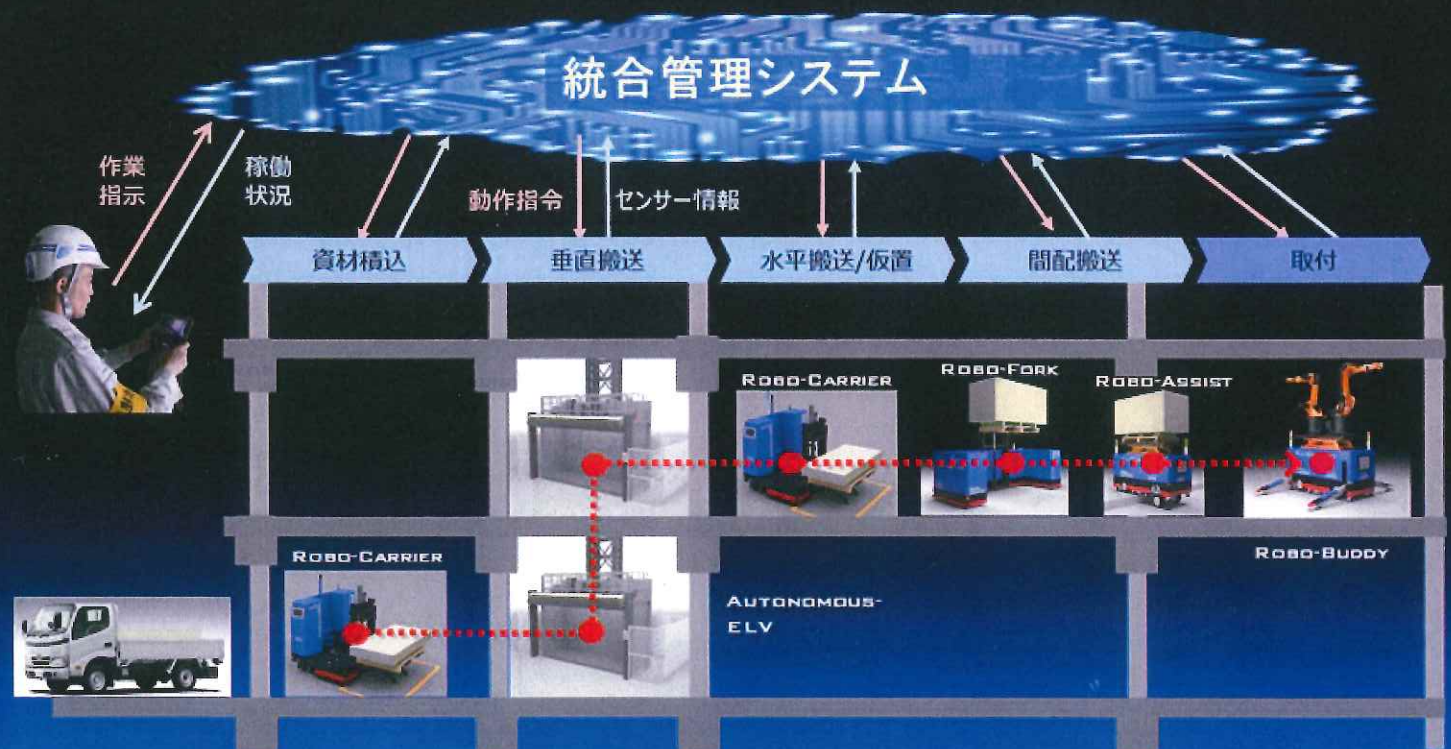 統合管理システム
作業
指示
稼働
状況
動作指令
センサー情報
資材積込
垂直搬送
水平搬送/仮置
間配搬送
取付
ROBO-CARRIER
ROBO-FORK
ROBO-ASSIST
ROBO-CARRIER
AUTONOMOUS-
ELV
ROBO-BUDDY